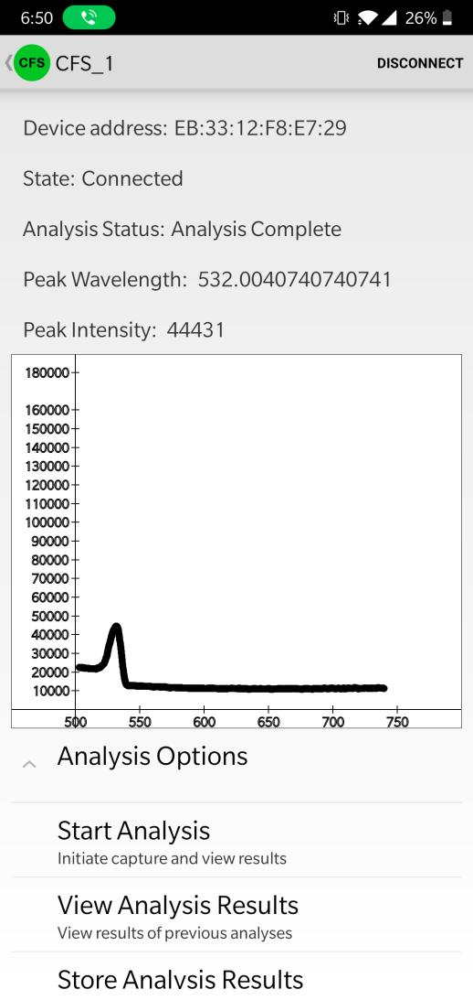 6:50 26%
CFS CFS_1 DISCONNECT
Device address: EB:33:12:F8:E7:29
State: Connected
Analysis Status: Analysis Complete
Peak Wavelength: 532.0040740740741
Peak Intensity: 44431
180000
160000
150000
140000
130000
120000
110000
100000
90000
80000
70000
60000
50000
40000
30000
20000
10000
500 550 600 650 700 750
Analysis Options
Start Analysis
Initiate capture and view results
View Analysis Results
View results of previous analyses
Store Analysis Results